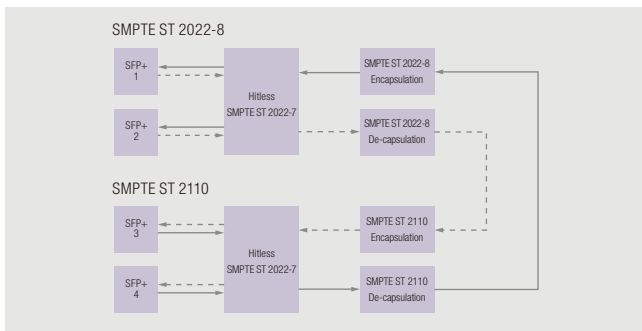 SMPTE ST 2022-8
SFP+
1
SFP+
2
Hitless
SMPTE ST 2022-7
SMPTE ST 2022-8
Encapsulation
SMPTE ST 2022-8
De-capsulation
SMPTE ST 2110
SFP+
3
SFP+
4
Hitless
SMPTE ST 2022-7
SMPTE ST 2110
Encapsulation
SMPTE ST 2110
De-capsulation